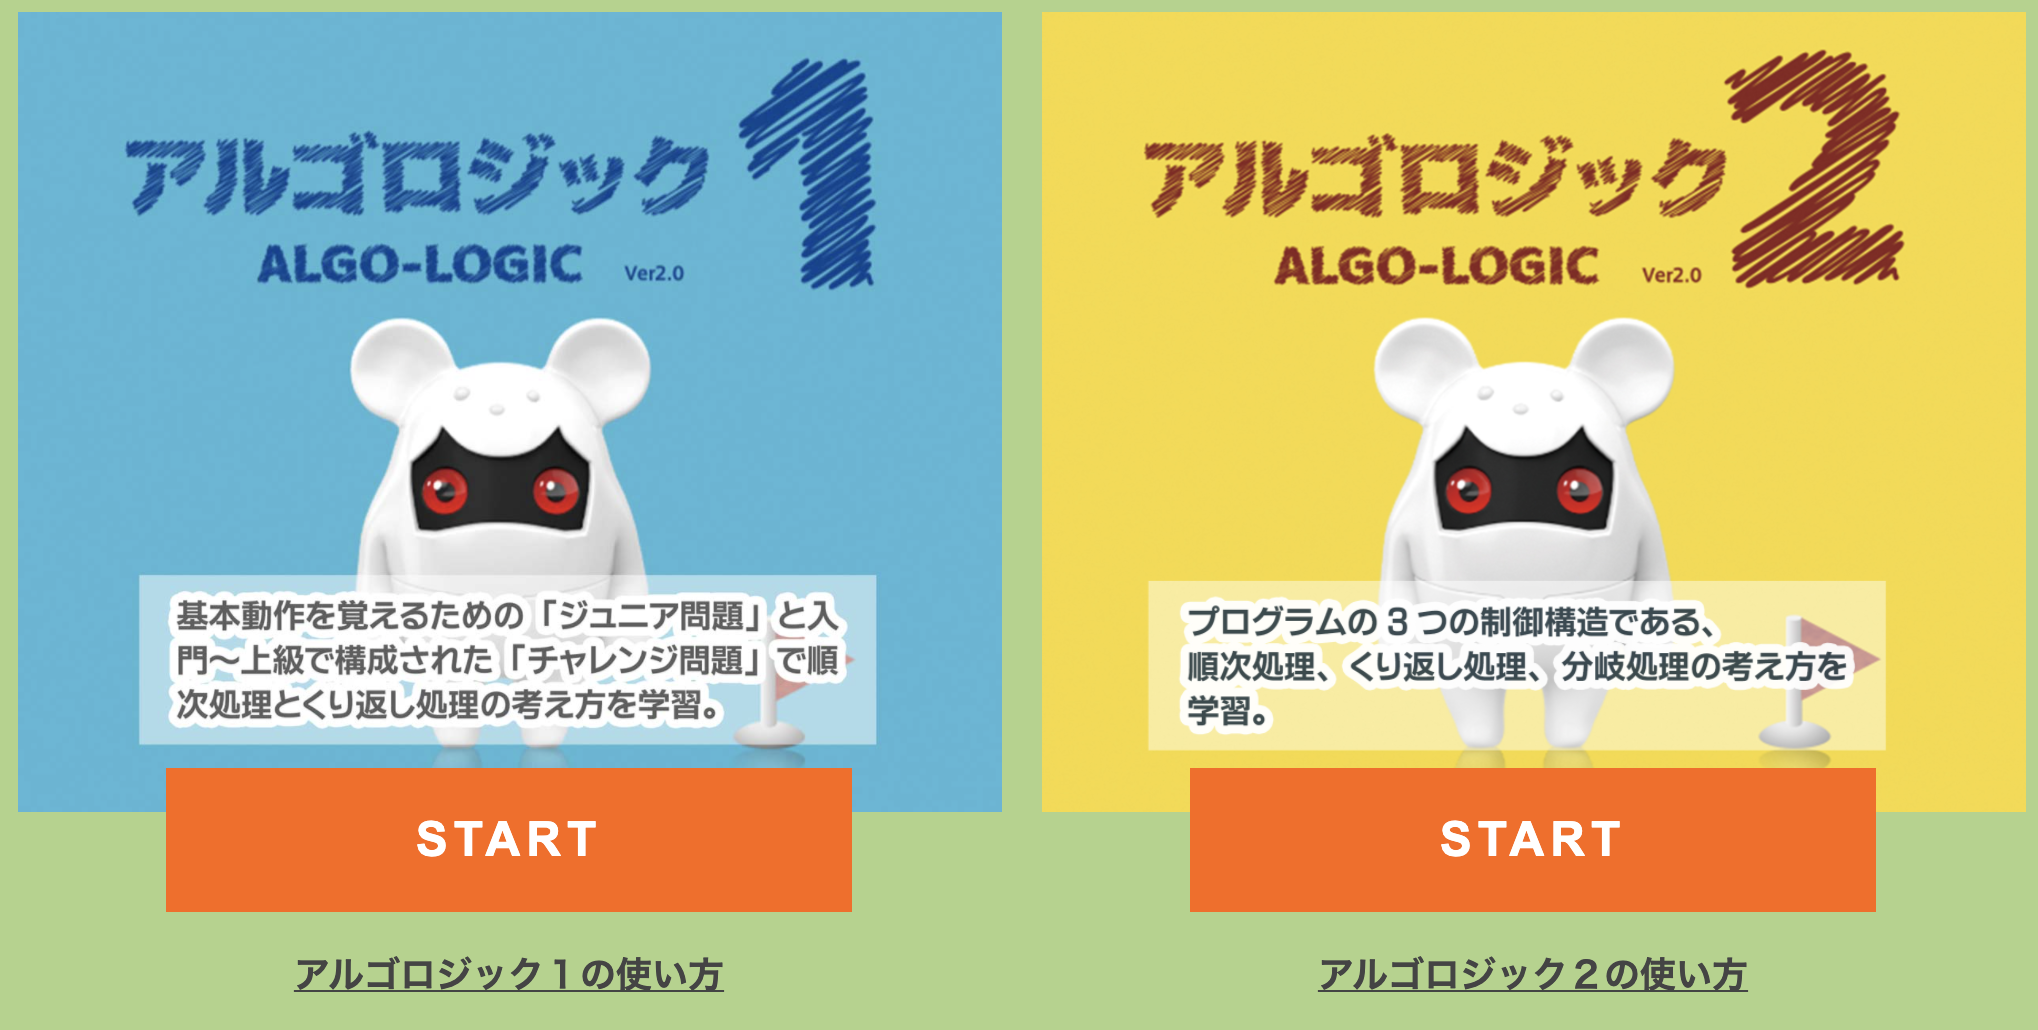 アルゴロジック 1
ALGO-LOGIC Ver2.0
基本動作を覚えるための「ジュニア問題」と入
門～上級で構成された「チャレンジ問題」で順
次処理とくり返し処理の考え方を学習。
START
アルゴロジック１の使い方
アルゴロジック 2
ALGO-LOGIC Ver2.0
プログラムの３つの制御構造である、
順次処理、くり返し処理、分岐処理の考え方を
学習。
START
アルゴロジック２の使い方